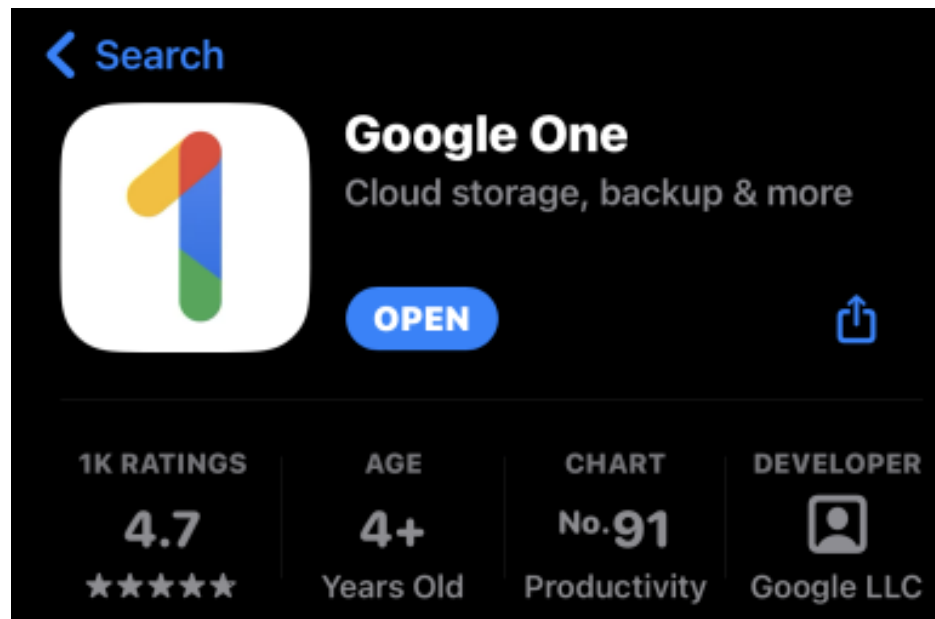 Search
Google One
Cloud storage, backup & more
OPEN
1K RATINGS
4.7
AGE
4+
Years Old
CHART
No.91
Productivity
DEVELOPER
Google LLC